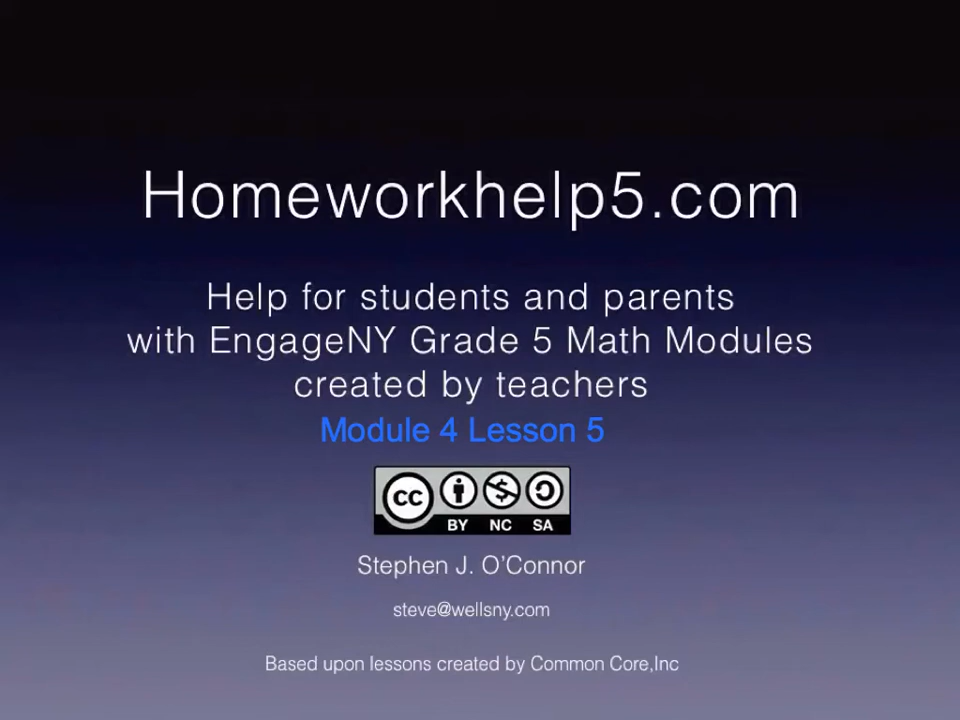 Homeworkhelp5.com
Help for students and parents
with EngageNY Grade 5 Math Modules
created by teachers
Module 4 Lesson 5
cc BY NC SA
Stephen J. O'Connor
steve@wellsny.com
Based upon lessons created by Common Core,Inc